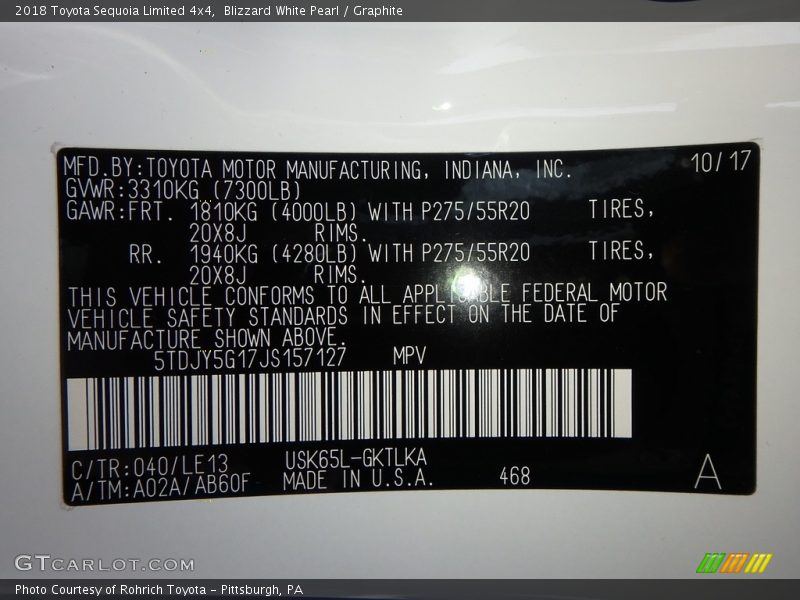 2018 Toyota Sequoia Limited 4x4,  Blizzard White Pearl / Graphite
MFD.BY:TOYOTA MOTOR MANUFACTURING, INDIANA, INC. 10/17
GVWR:3310KG (7300LB)
GAWR:FRT. 1810KG (4000LB) WITH P275/55R20 TIRES,
20X8J RIMS.
RR. 1940KG (4280LB) WITH P275/55R20 TIRES,
20X8J RIMS.
THIS VEHICLE CONFORMS TO ALL APPLICABLE FEDERAL MOTOR
VEHICLE SAFETY STANDARDS IN EFFECT ON THE DATE OF
MANUFACTURE SHOWN ABOVE.
5TDJY5G17JS157127 MPV
C/TR:040/LE13 USK65L-GKTLKA
A/TM:A02A/AB60F MADE IN U.S.A. 468 A
GTCARLOT.COM
Photo Courtesy of Rohrich Toyota – Pittsburgh, PA